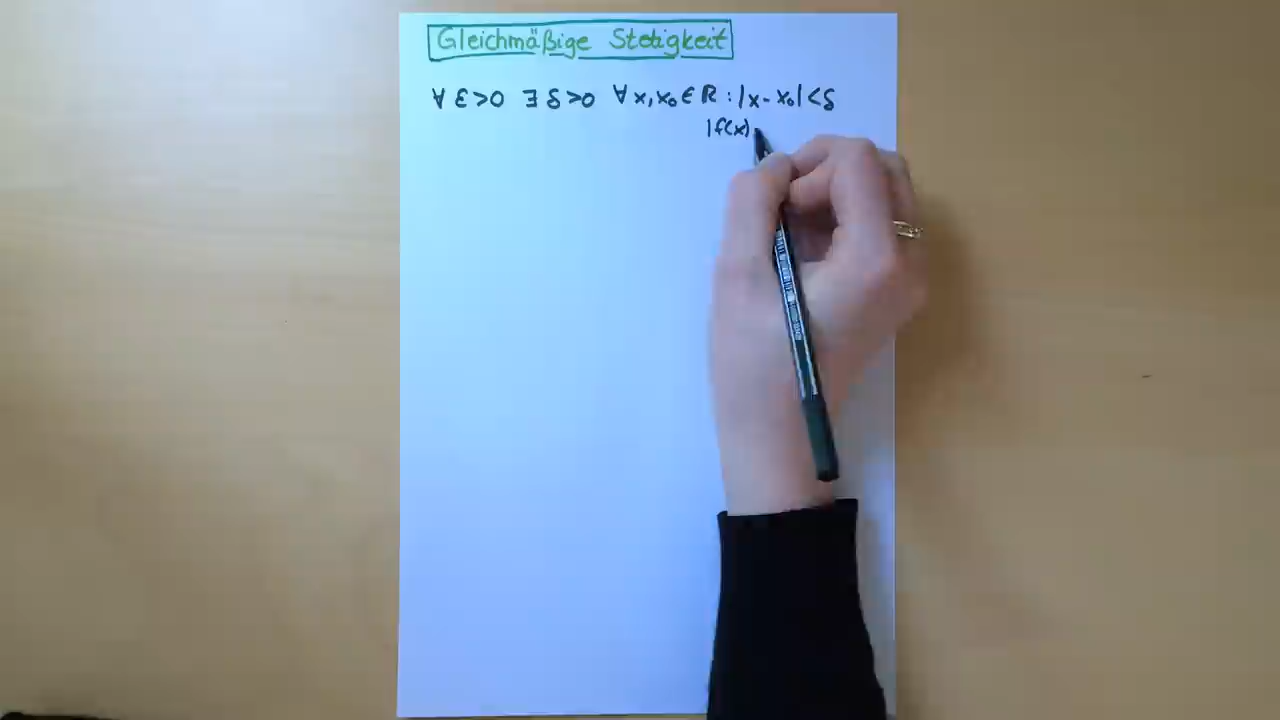 Gleichmäßige Stetigkeit
∀ ε>0 ∃ δ>0 ∀ x,x₀ ∈ ℝ : |x - x₀| < δ
|f(x)